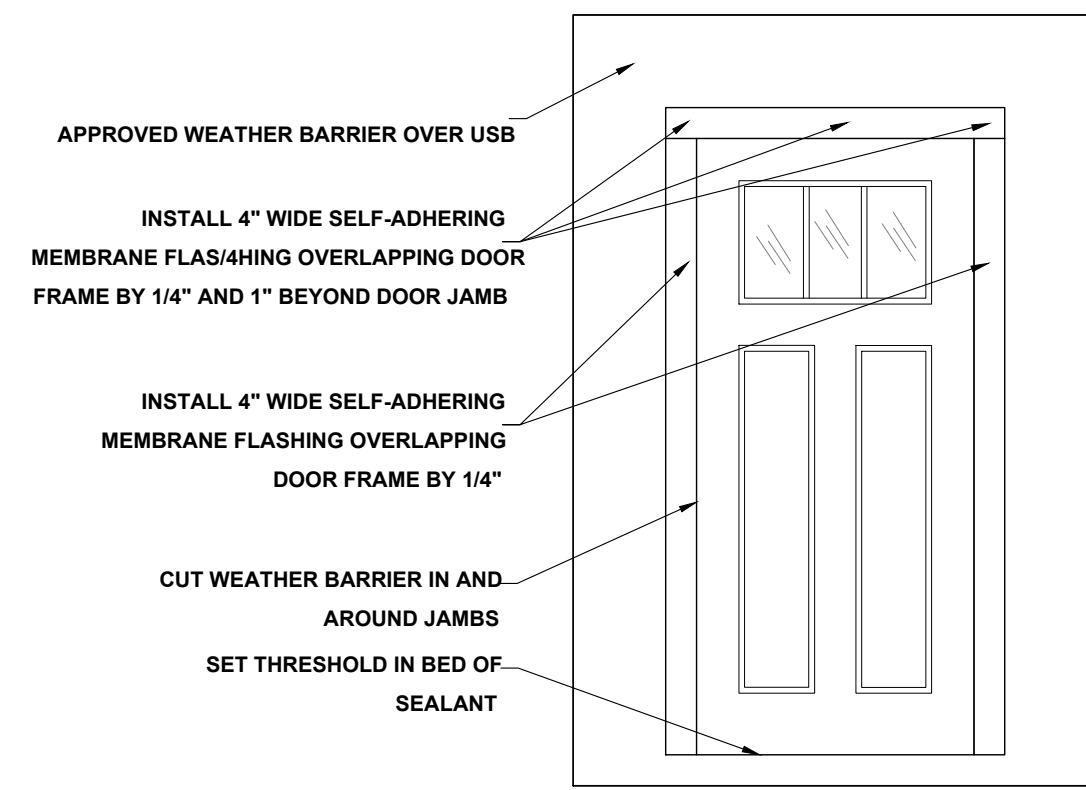 APPROVED WEATHER BARRIER OVER USB
INSTALL 4" WIDE SELF-ADHERING
MEMBRANE FLAS/4HING OVERLAPPING DOOR
FRAME BY 1/4" AND 1" BEYOND DOOR JAMB
INSTALL 4" WIDE SELF-ADHERING
MEMBRANE FLASHING OVERLAPPING
DOOR FRAME BY 1/4"
CUT WEATHER BARRIER IN AND
AROUND JAMBS
SET THRESHOLD IN BED OF
SEALANT